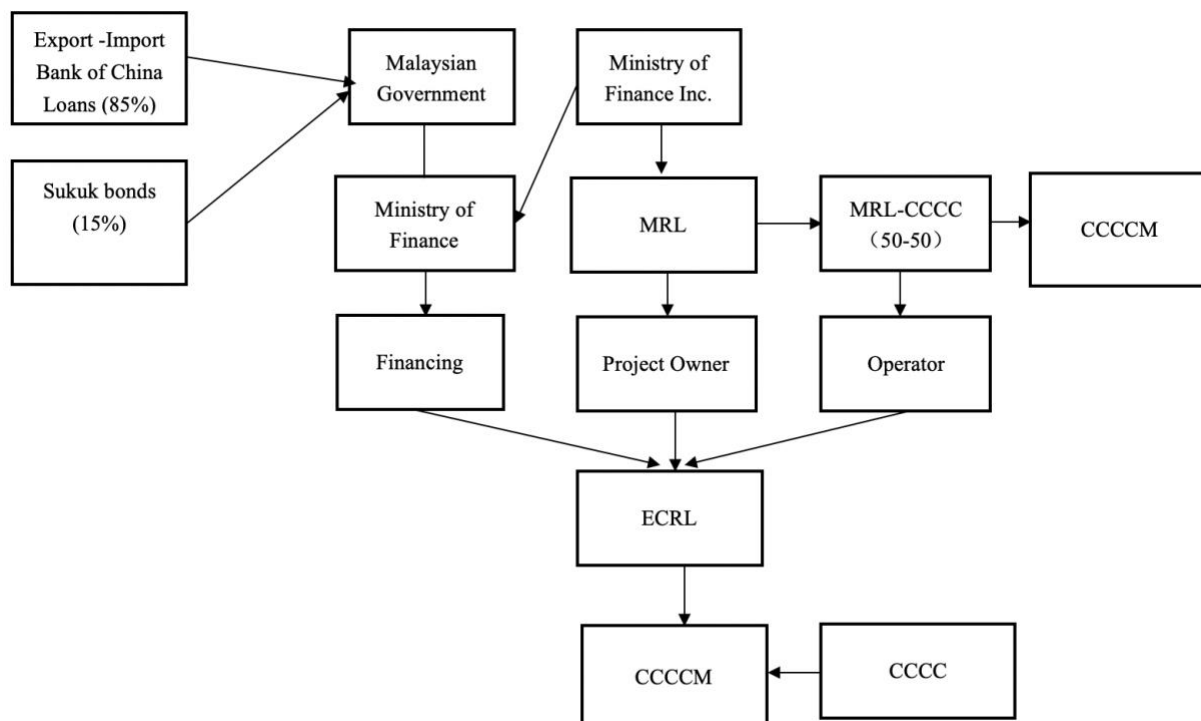 Export -Import
Bank of China
Loans (85%)
Malaysian
Government
Ministry of
Finance Inc.
Sukuk bonds
(15%)
Ministry of
Finance
MRL
MRL-CCCC
（50-50）
CCCCM
Financing
Project Owner
Operator
ECRL
CCCCM
CCCC